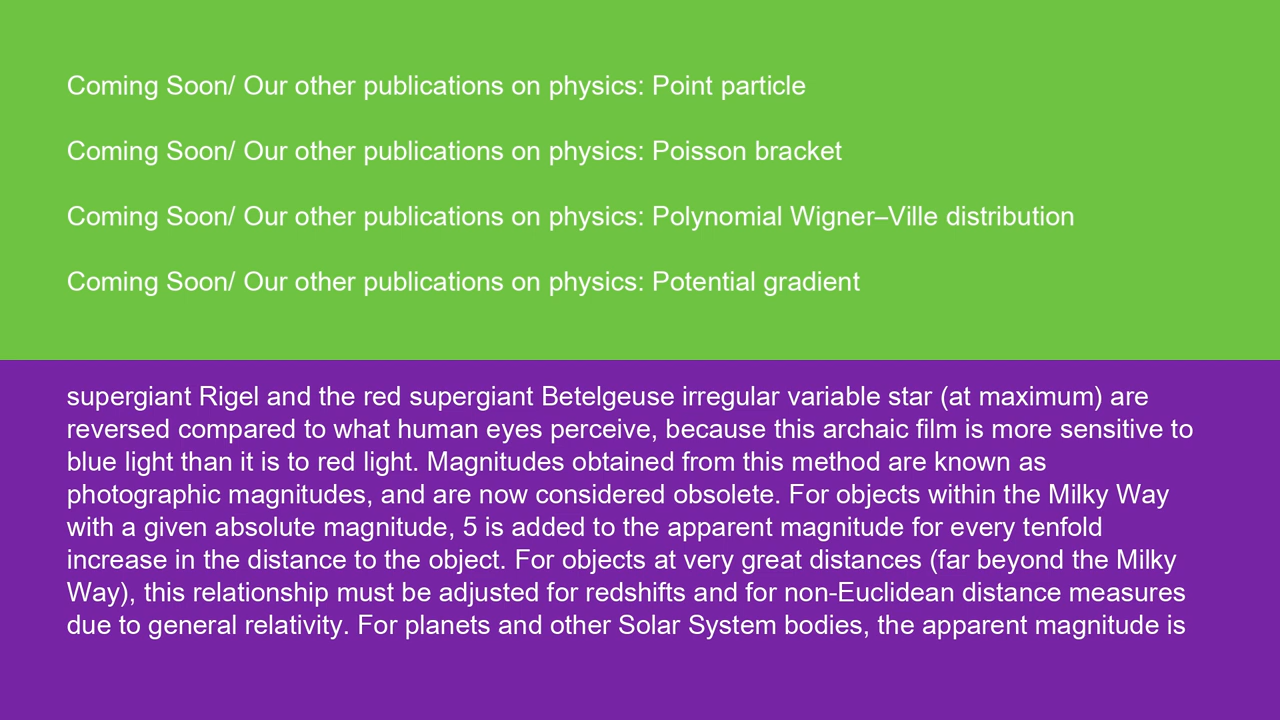 Coming Soon/ Our other publications on physics: Point particle
Coming Soon/ Our other publications on physics: Poisson bracket
Coming Soon/ Our other publications on physics: Polynomial Wigner–Ville distribution
Coming Soon/ Our other publications on physics: Potential gradient
supergiant Rigel and the red supergiant Betelgeuse irregular variable star (at maximum) are
reversed compared to what human eyes perceive, because this archaic film is more sensitive to
blue light than it is to red light. Magnitudes obtained from this method are known as
photographic magnitudes, and are now considered obsolete. For objects within the Milky Way
with a given absolute magnitude, 5 is added to the apparent magnitude for every tenfold
increase in the distance to the object. For objects at very great distances (far beyond the Milky
Way), this relationship must be adjusted for redshifts and for non-Euclidean distance measures
due to general relativity. For planets and other Solar System bodies, the apparent magnitude is